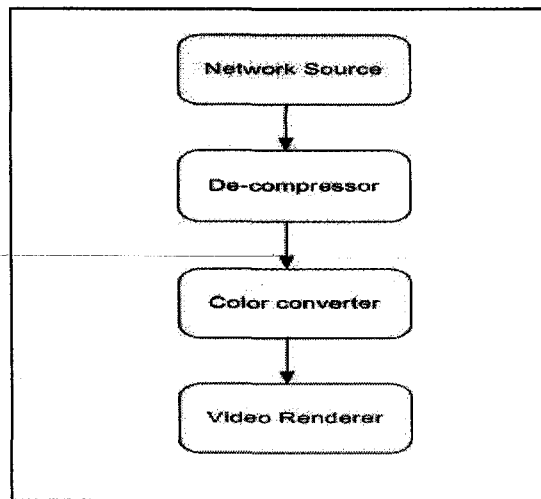 Network Source
De-compressor
Color converter
Video Renderer